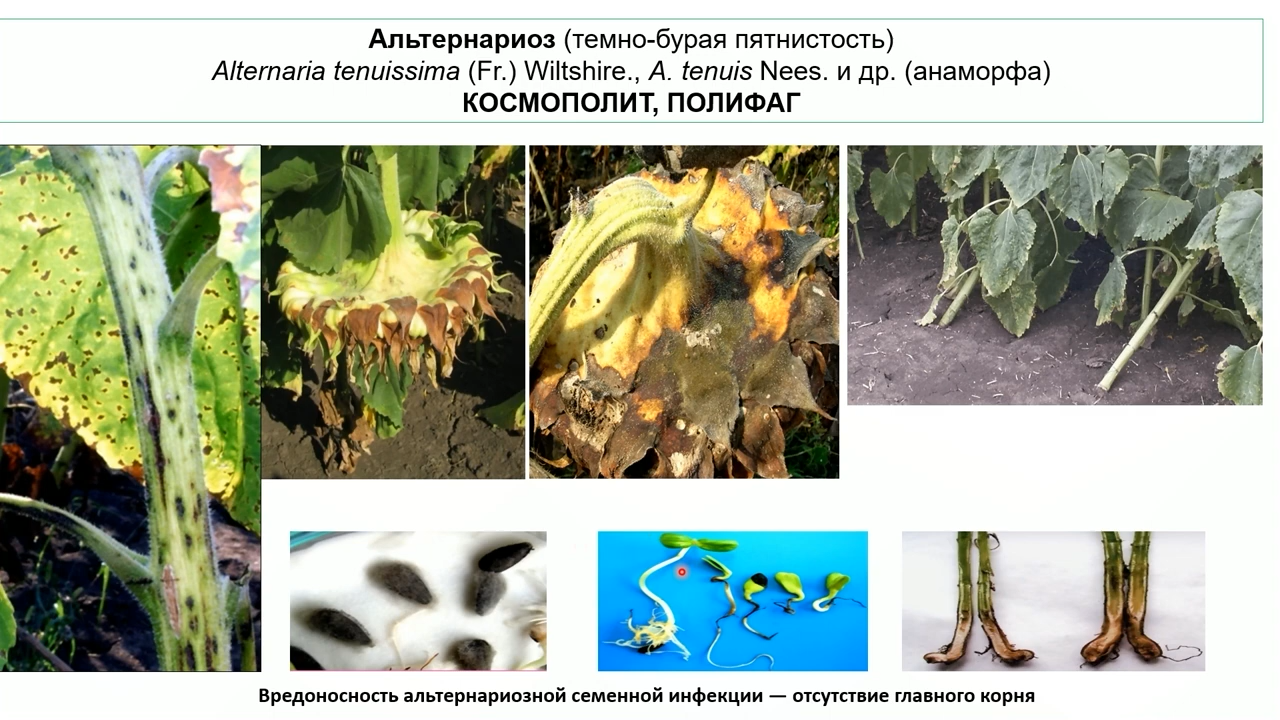 Альтернариоз (темно-бурая пятнистость)
Alternaria tenuissima (Fr.) Wiltshire., A. tenuis Nees. и др. (анаморфа)
КОСМОПОЛИТ, ПОЛИФАГ
Вредоносность альтернариозной семенной инфекции — отсутствие главного корня